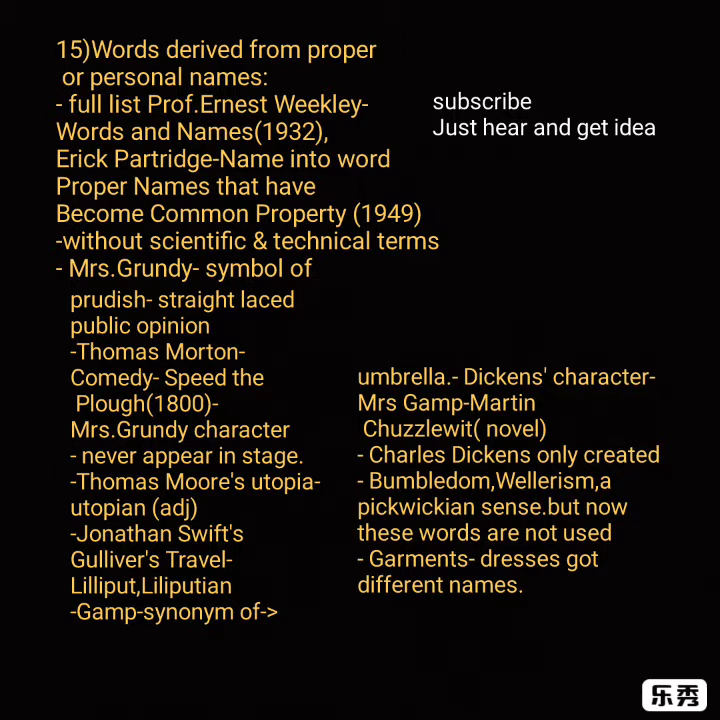 15)Words derived from proper
or personal names:
- full list Prof.Ernest Weekley-
Words and Names(1932),
Erick Partridge-Name into word
Proper Names that have
Become Common Property (1949)
-without scientific & technical terms
- Mrs.Grundy- symbol of
prudish- straight laced
public opinion
-Thomas Morton-
Comedy- Speed the
Plough(1800)-
Mrs.Grundy character
- never appear in stage.
-Thomas Moore's utopia-
utopian (adj)
-Jonathan Swift's
Gulliver's Travel-
Lilliput,Liliputian
-Gamp-synonym of->
subscribe
Just hear and get idea
umbrella.- Dickens' character-
Mrs Gamp-Martin
Chuzzlewit( novel)
- Charles Dickens only created
- Bumbledom,Wellerism,a
pickwickian sense.but now
these words are not used
- Garments- dresses got
different names.
乐秀